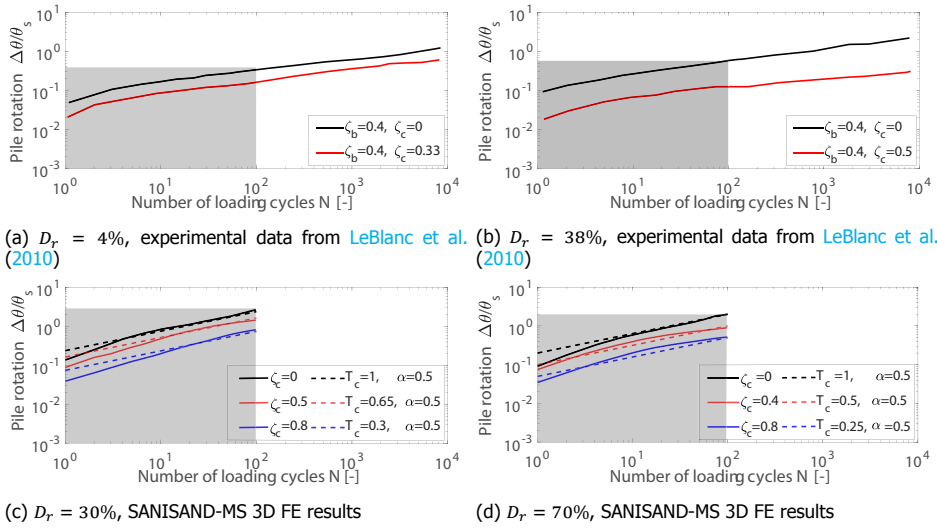 Pile rotation Δθ/θs
10^1
10^0
10^-1
10^-2
10^-3
ζb=0.4, ζc=0
ζb=0.4, ζc=0.33
10^0 10^1 10^2 10^3 10^4
Number of loading cycles N [-]
(a) Dr = 4%, experimental data from LeBlanc et al.
(2010)
Pile rotation Δθ/θs
10^1
10^0
10^-1
10^-2
10^-3
ζb=0.4, ζc=0
ζb=0.4, ζc=0.5
10^0 10^1 10^2 10^3 10^4
Number of loading cycles N [-]
(b) Dr = 38%, experimental data from LeBlanc et al.
(2010)
Pile rotation Δθ/θs
10^1
10^0
10^-1
10^-2
10^-3
ζc=0 Tc=1, α=0.5
ζc=0.5 Tc=0.65, α=0.5
ζc=0.8 Tc=0.3, α=0.5
10^0 10^1 10^2 10^3 10^4
Number of loading cycles N [-]
(c) Dr = 30%, SANISAND-MS 3D FE results
Pile rotation Δθ/θs
10^1
10^0
10^-1
10^-2
10^-3
ζc=0 Tc=1, α=0.5
ζc=0.4 Tc=0.5, α=0.5
ζc=0.8 Tc=0.25, α=0.5
10^0 10^1 10^2 10^3 10^4
Number of loading cycles N [-]
(d) Dr = 70%, SANISAND-MS 3D FE results